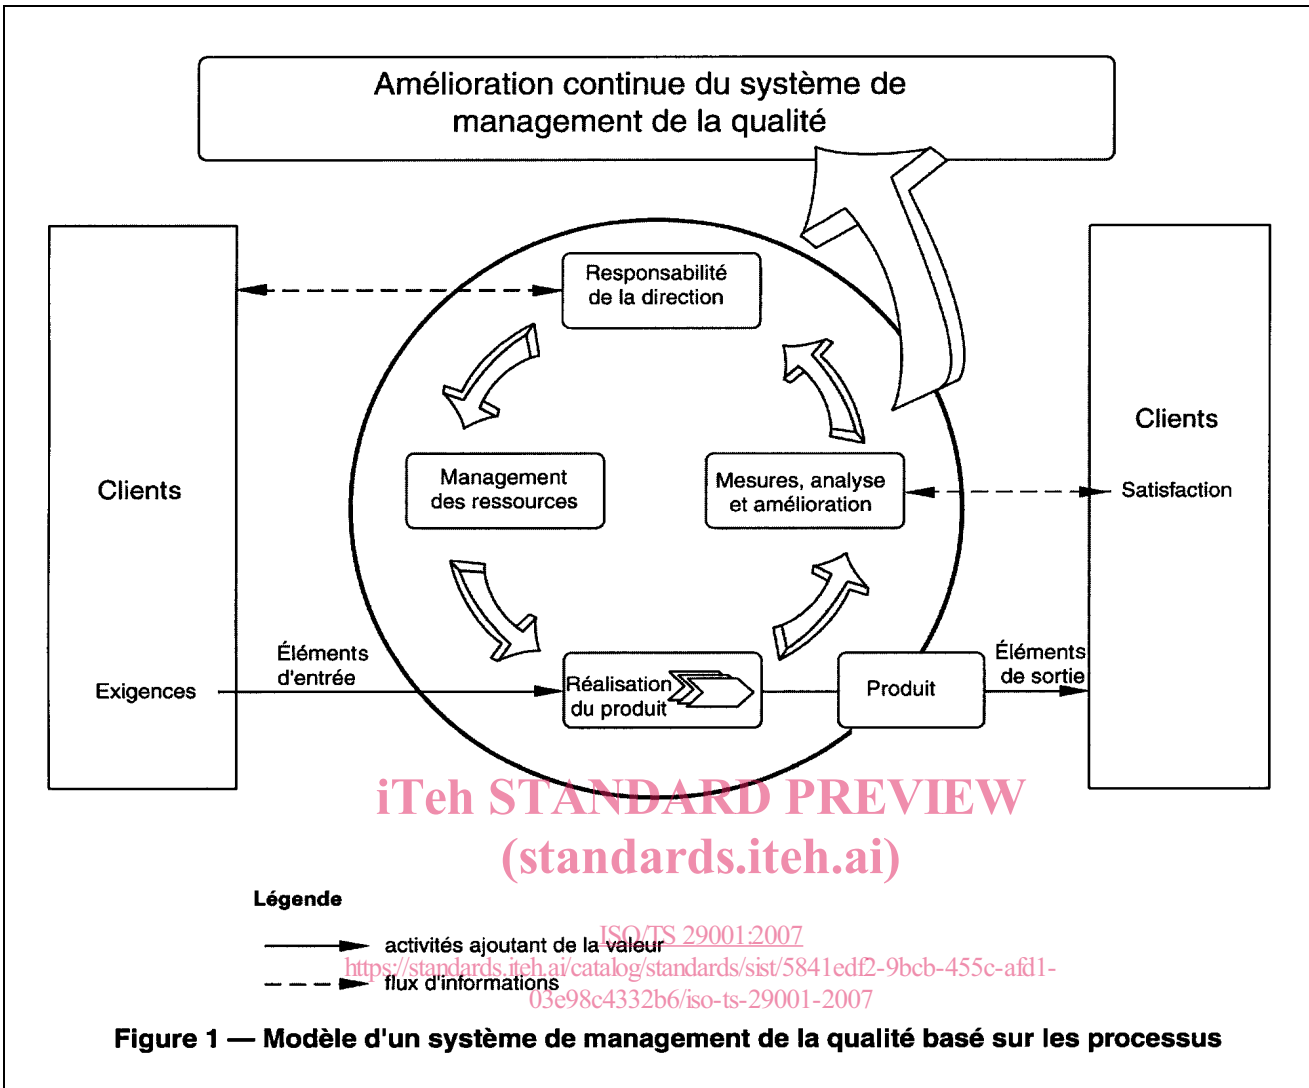 Amélioration continue du système de
management de la qualité
Responsabilité
de la direction
Clients
Management
des ressources
Mesures, analyse
et amélioration
Clients
Satisfaction
Exigences
Éléments
d'entrée
Réalisation
du produit
Produit
Éléments
de sortie
iTeh STANDARD PREVIEW
(standards.iteh.ai)
Légende
activités ajoutant de la valeur
ISO/TS 29001:2007
https://standards.iteh.ai/catalog/standards/sist/5841edf2-9bcb-455c-afd1-
flux d'informations
03e98c4332b6/iso-ts-29001-2007
Figure 1 — Modèle d'un système de management de la qualité basé sur les processus